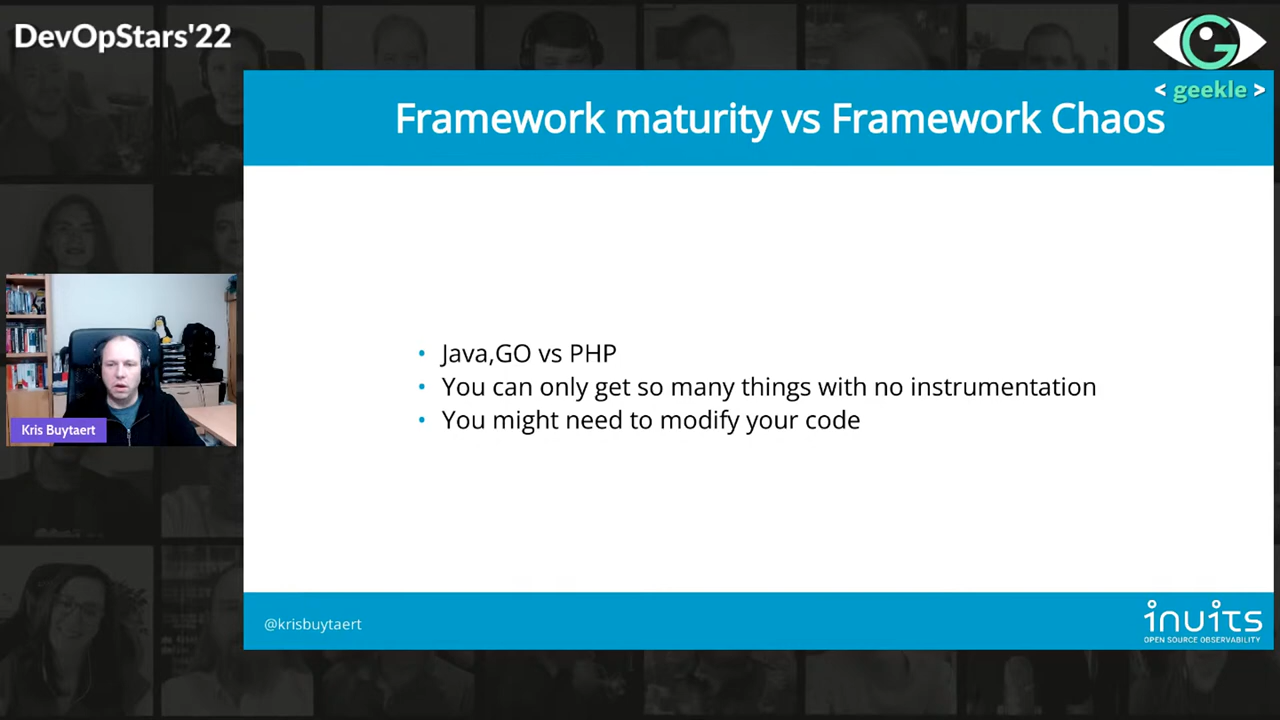 DevOpStars'22
< geekle >
Framework maturity vs Framework Chaos
• Java,GO vs PHP
• You can only get so many things with no instrumentation
• You might need to modify your code
Kris Buytaert
@krisbuytaert
inuits
OPEN SOURCE OBSERVABILITY